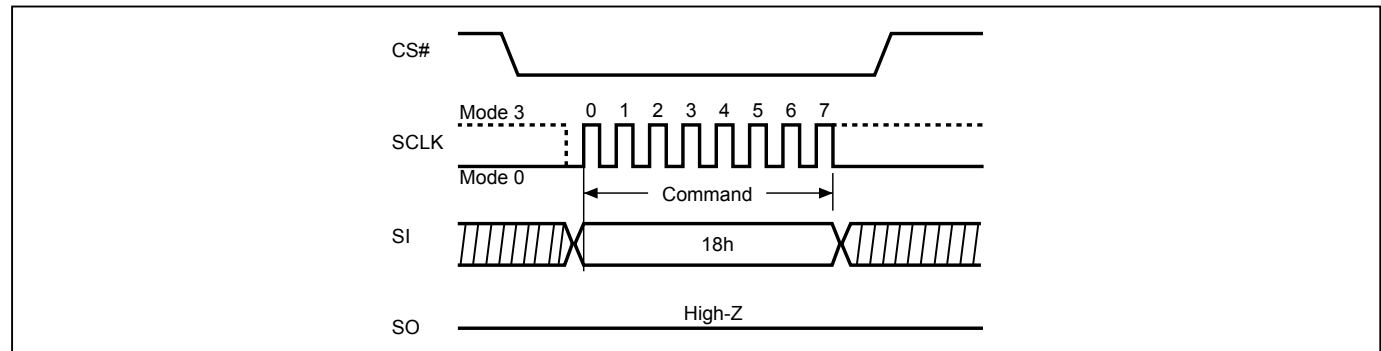 CS#
Mode 3 0 1 2 3 4 5 6 7
SCLK
Mode 0
Command
SI
18h
High-Z
SO